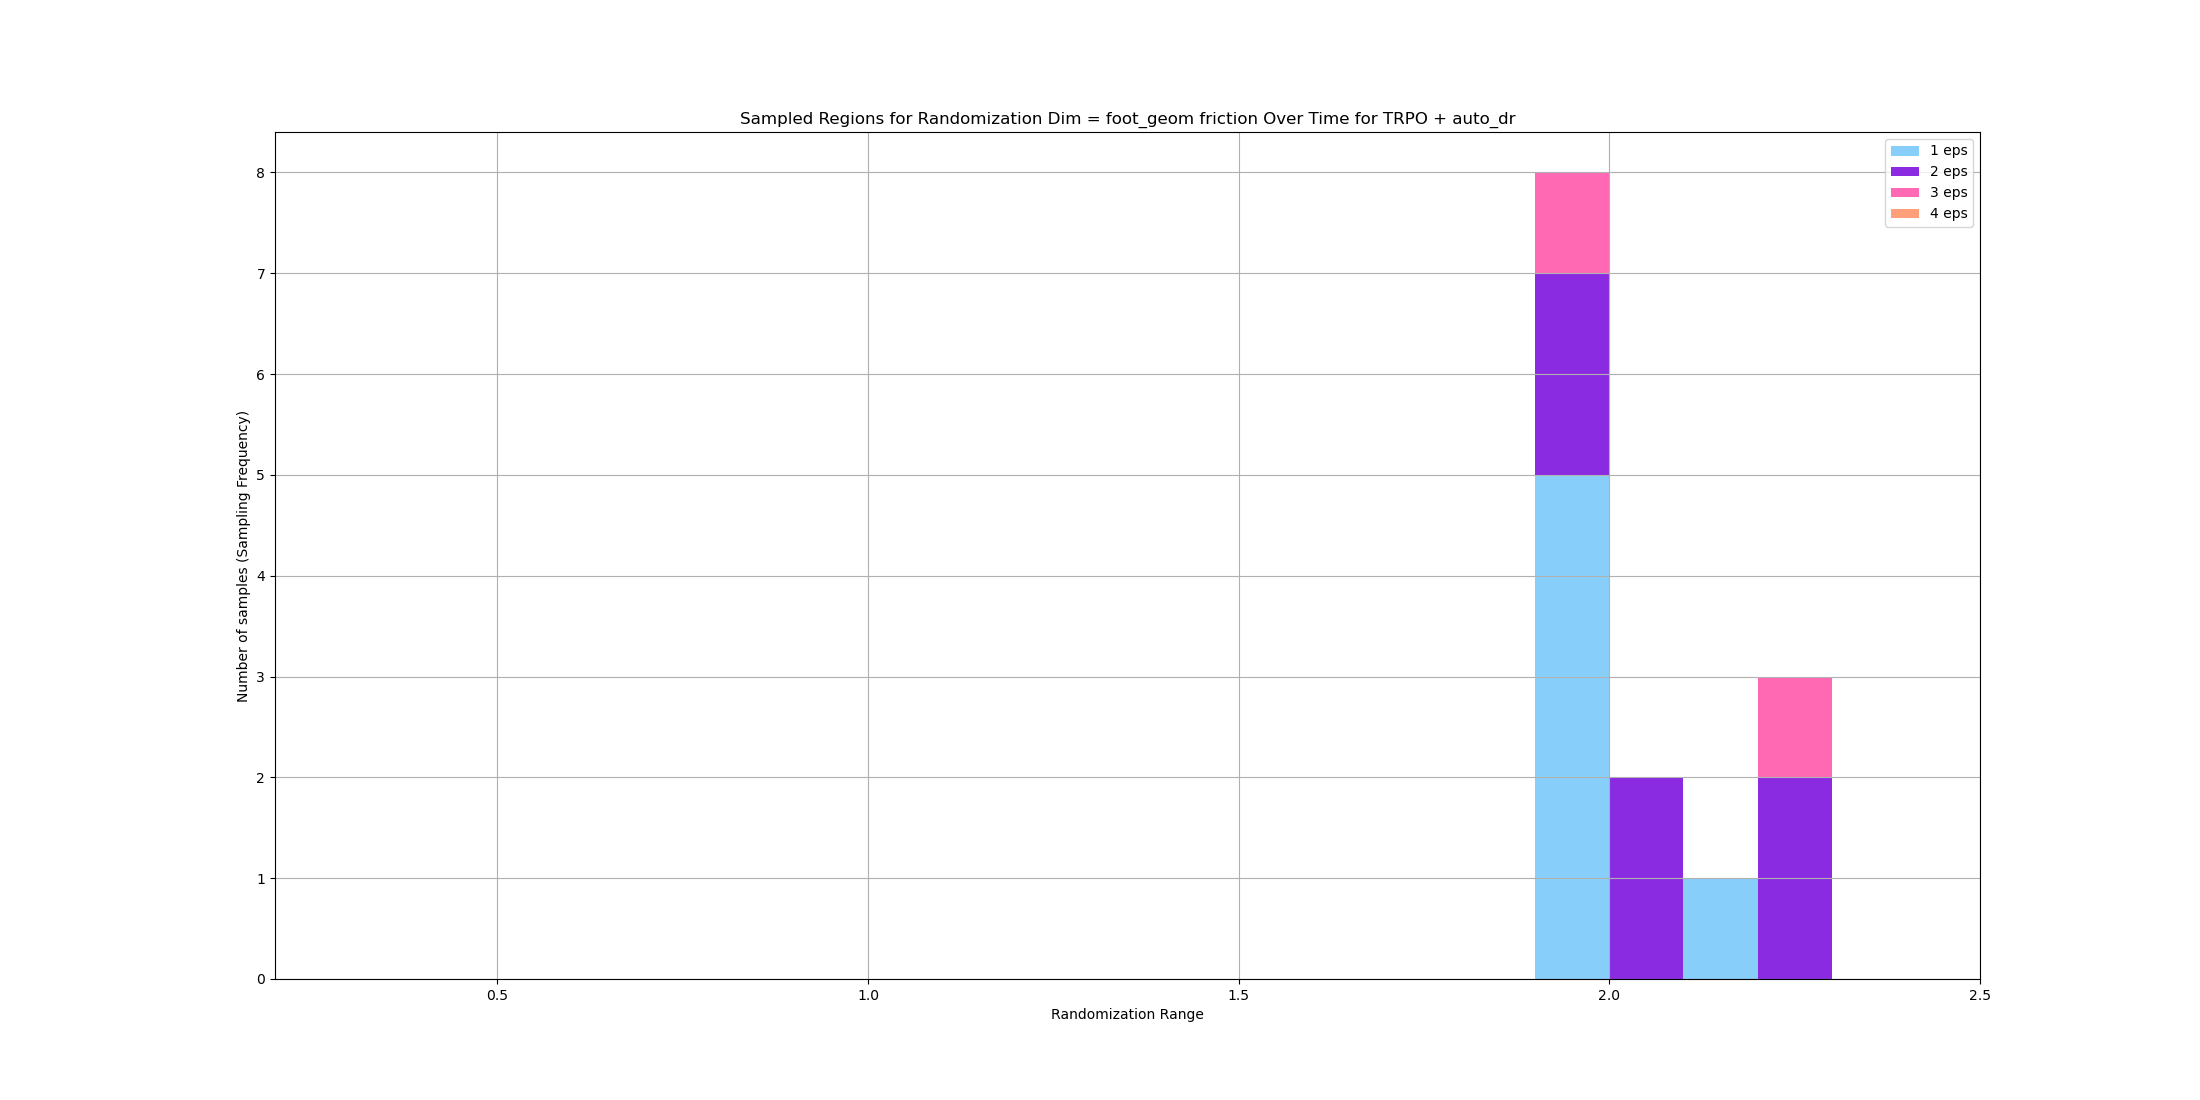 Sampled Regions for Randomization Dim = foot_geom friction Over Time for TRPO + auto_dr
1 eps
2 eps
3 eps
4 eps
Number of samples (Sampling Frequency)
8
7
6
5
4
3
2
1
0
0.5 1.0 1.5 2.0 2.5
Randomization Range